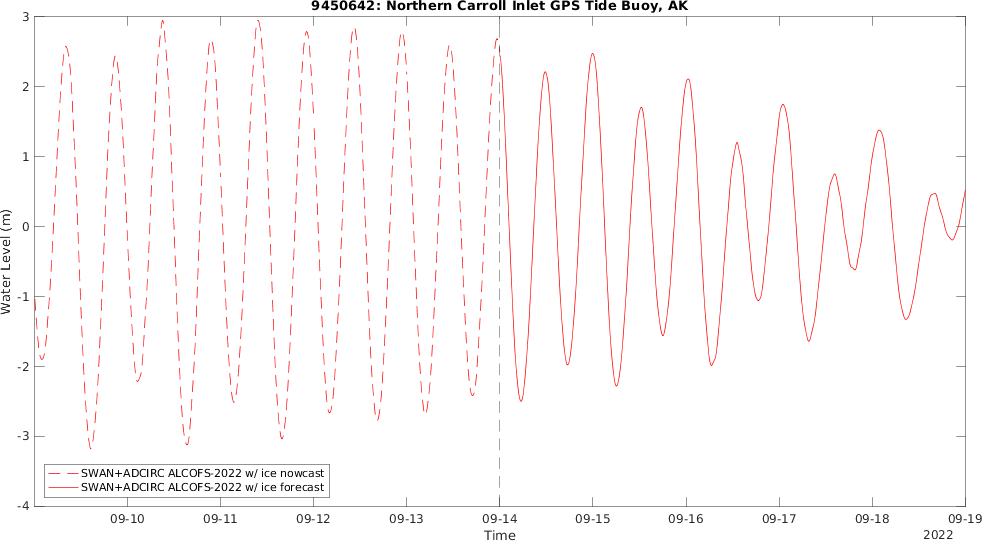 9450642: Northern Carroll Inlet GPS Tide Buoy, AK
3
2
1
0
-1
-2
-3
-4
Water Level (m)
SWAN+ADCIRC ALCOFS-2022 w/ ice nowcast
SWAN+ADCIRC ALCOFS-2022 w/ ice forecast
09-10 09-11 09-12 09-13 09-14 09-15 09-16 09-17 09-18 09-19
Time
2022